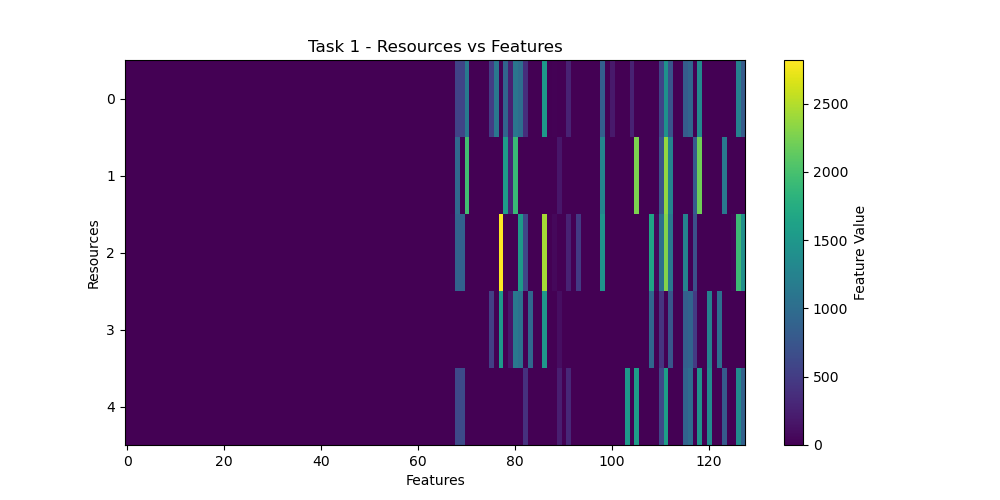 Task 1 - Resources vs Features
Resources
0
1
2
3
4
0 20 40 60 80 100 120
Features
2500
2000
1500
1000
500
0
Feature Value